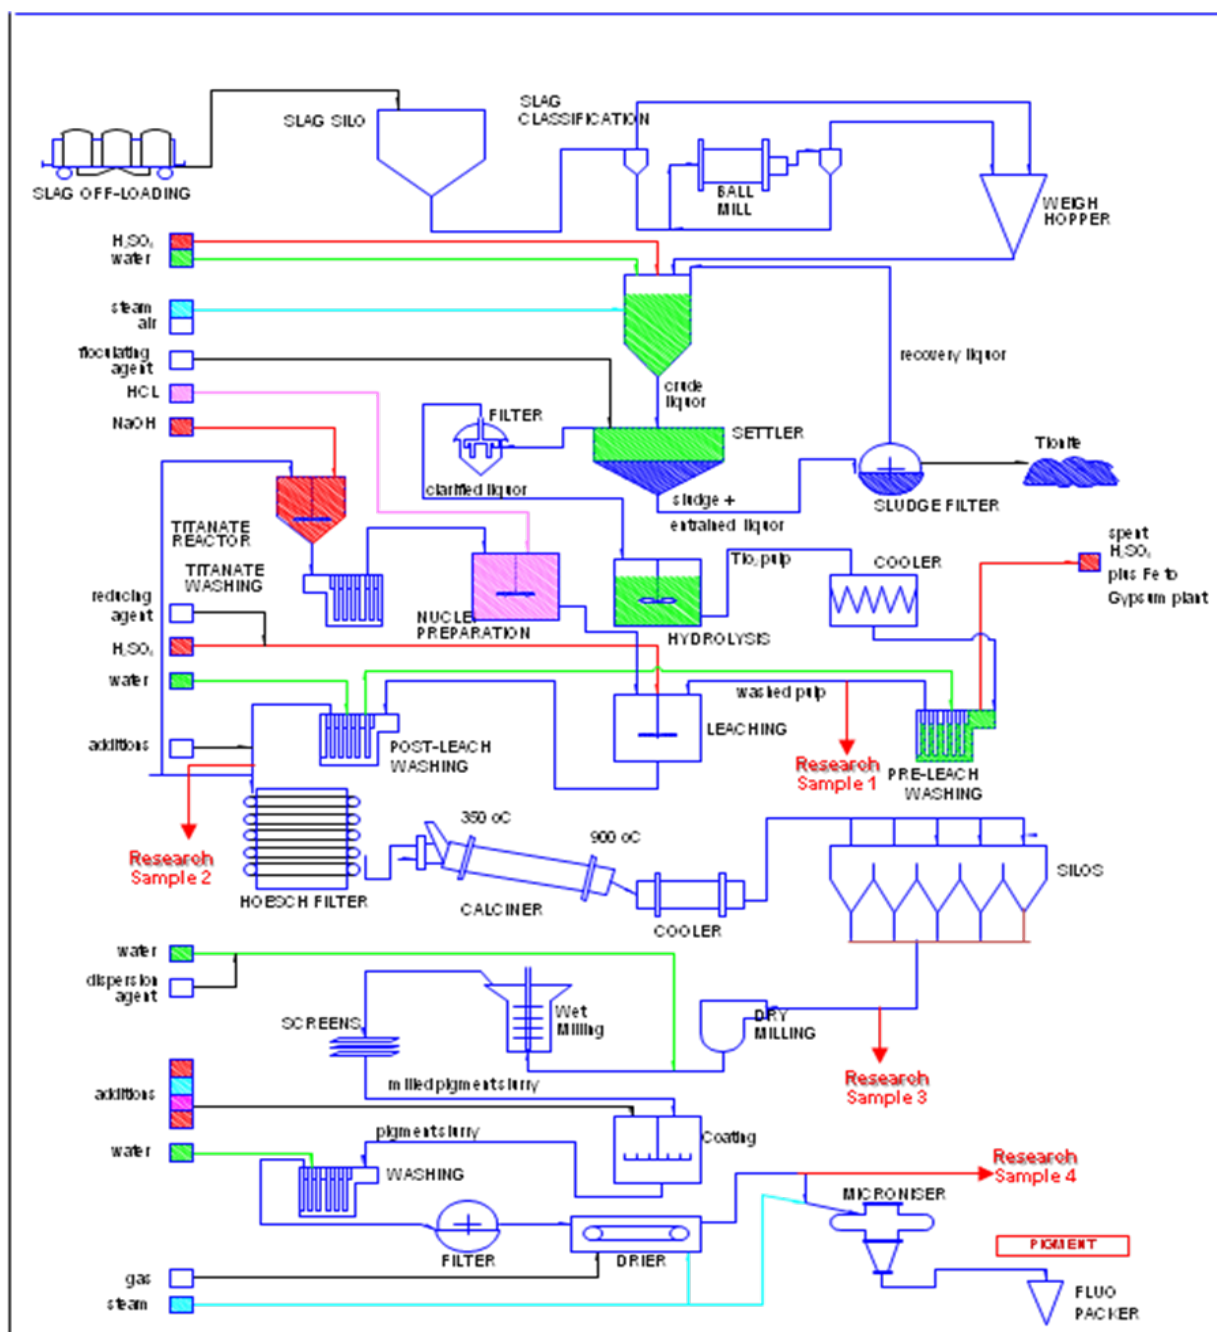 SLAG SILO
SLAG
CLASSIFICATION
SLAG OFF-LOADING
BALL
MILL
WEIGH
HOPPER
H₂SO₄
water
steam
air
flocculating
agent
HCL
NaOH
crude
liquor
recovery liquor
FILTER
SETTLER
Tionite
clarified liquor
sludge +
entrained liquor
SLUDGE FILTER
TITANATE
REACTOR
TITANATE
WASHING
reducing
agent
H₂SO₄
water
additions
NUCLEI
PREPARATION
HYDROLYSIS
Tio₂ pulp
COOLER
spent
H₂SO₄
plus Fe to
Gypsum plant
washed pulp
LEACHING
POST-LEACH
WASHING
PRE-LEACH
WASHING
Research
Sample 1
Research
Sample 2
350 oC
900 oC
HOESCH FILTER
CALCINER
COOLER
SILOS
water
dispersion
agent
SCREENS
Wet
Milling
DRY
MILLING
Research
Sample 3
milled pigment slurry
additions
pigment slurry
Coating
water
WASHING
Research
Sample 4
MICRONISER
FILTER
DRIER
PIGMENT
gas
steam
FLUO
PACKER